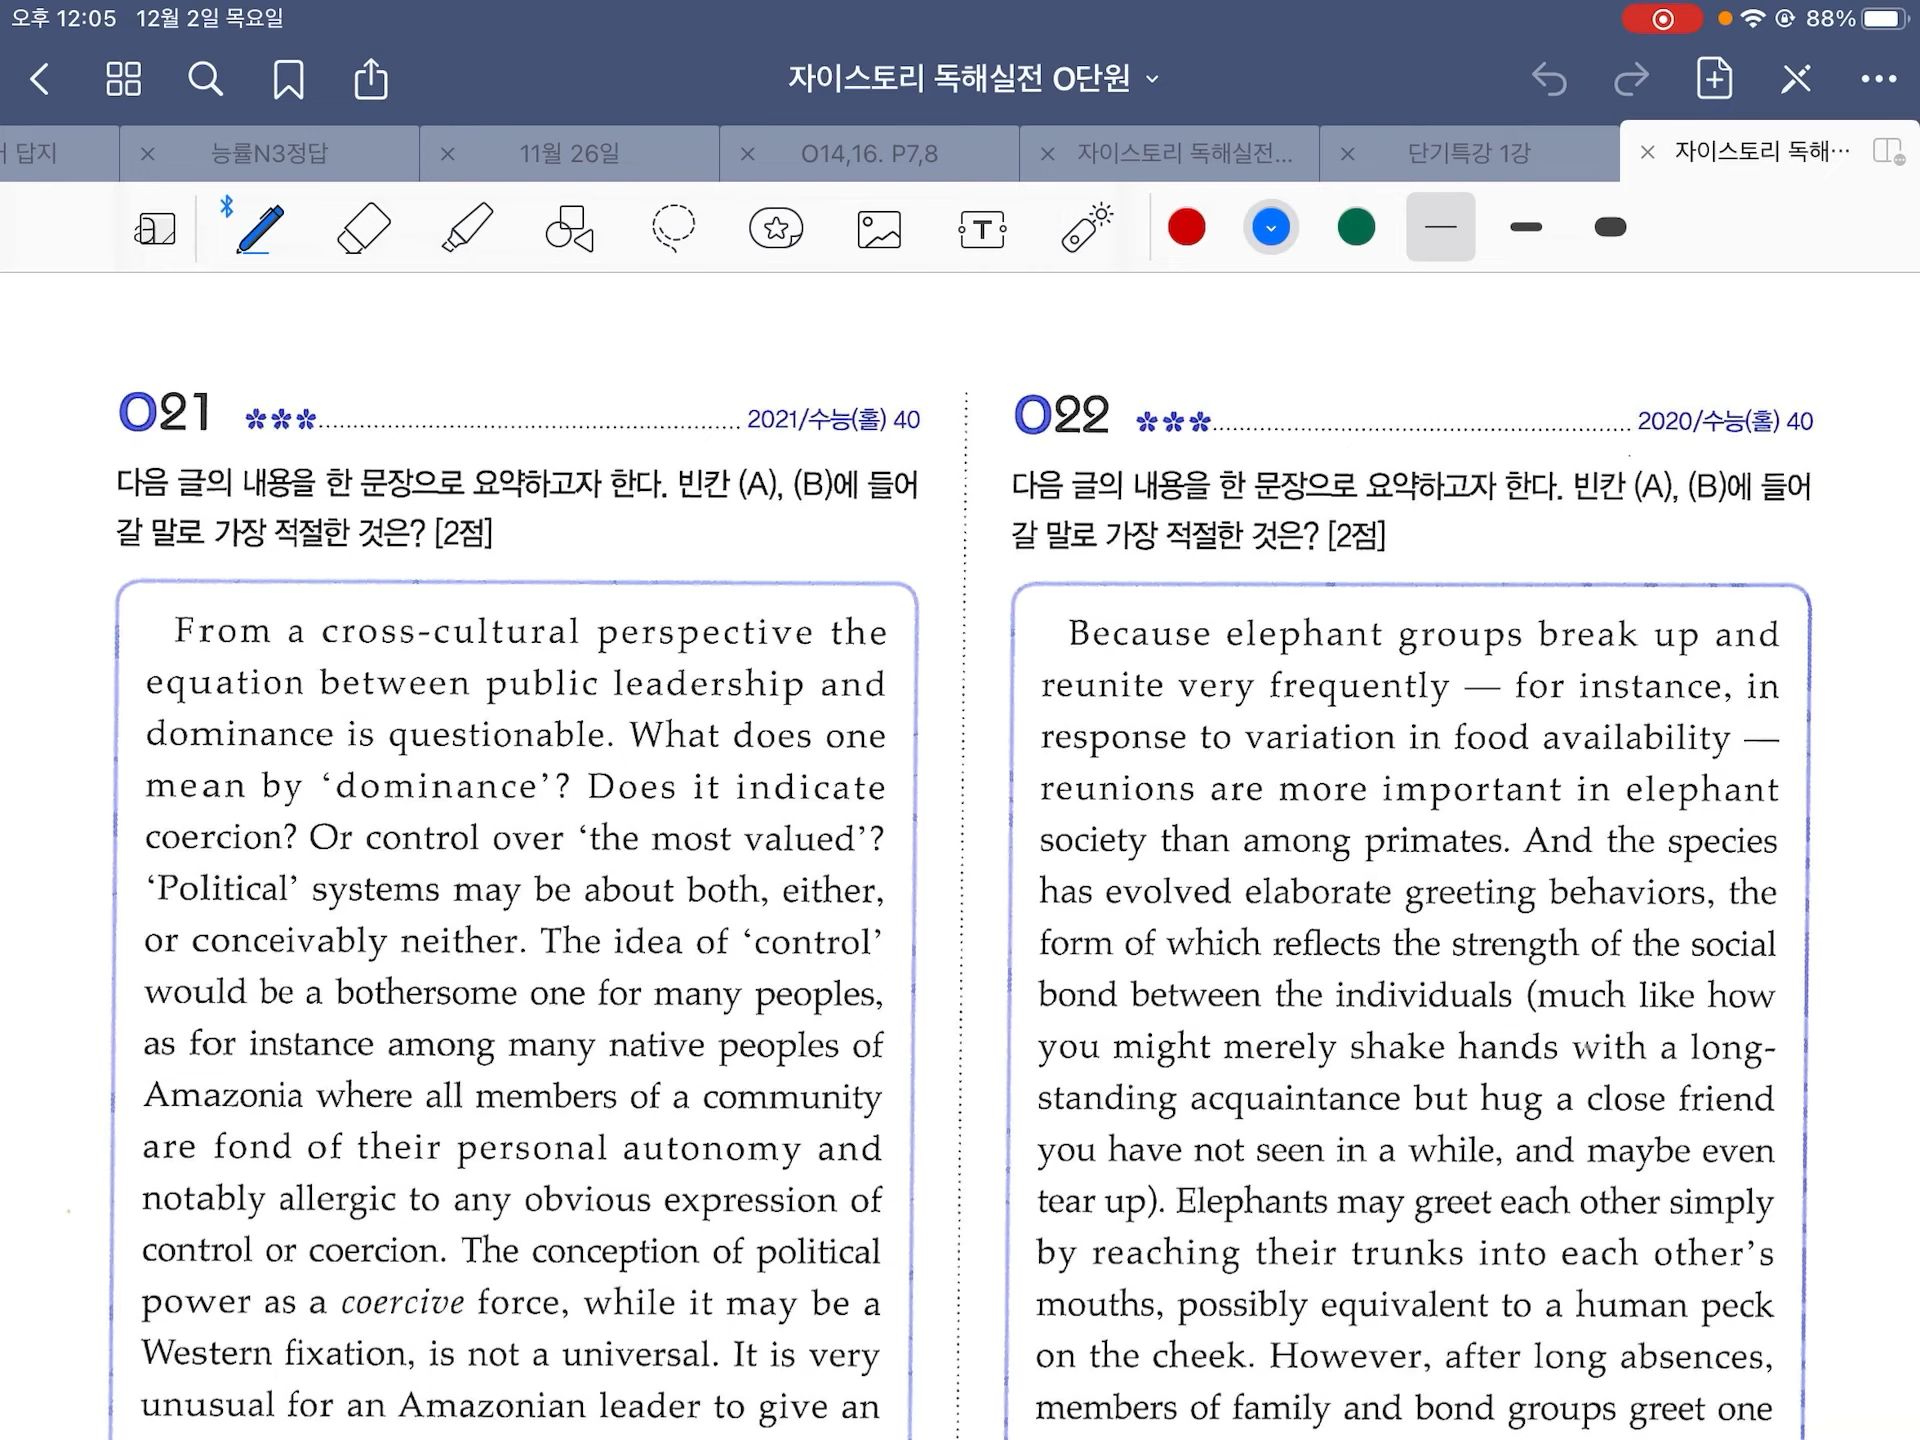 오후 12:05 12월 2일 목요일
88%
자이스토리 독해실전 O단원
답지
능률N3정답
11월 26일
O14,16. P7,8
자이스토리 독해실전...
단기특강 1강
자이스토리 독해...
O21
2021/수능(홀) 40
다음 글의 내용을 한 문장으로 요약하고자 한다. 빈칸 (A), (B)에 들어
갈 말로 가장 적절한 것은? [2점]
From a cross-cultural perspective the
equation between public leadership and
dominance is questionable. What does one
mean by ‘dominance’? Does it indicate
coercion? Or control over ‘the most valued’?
‘Political’ systems may be about both, either,
or conceivably neither. The idea of ‘control’
would be a bothersome one for many peoples,
as for instance among many native peoples of
Amazonia where all members of a community
are fond of their personal autonomy and
notably allergic to any obvious expression of
control or coercion. The conception of political
power as a coercive force, while it may be a
Western fixation, is not a universal. It is very
unusual for an Amazonian leader to give an
O22
2020/수능(홀) 40
다음 글의 내용을 한 문장으로 요약하고자 한다. 빈칸 (A), (B)에 들어
갈 말로 가장 적절한 것은? [2점]
Because elephant groups break up and
reunite very frequently — for instance, in
response to variation in food availability —
reunions are more important in elephant
society than among primates. And the species
has evolved elaborate greeting behaviors, the
form of which reflects the strength of the social
bond between the individuals (much like how
you might merely shake hands with a long-
standing acquaintance but hug a close friend
you have not seen in a while, and maybe even
tear up). Elephants may greet each other simply
by reaching their trunks into each other’s
mouths, possibly equivalent to a human peck
on the cheek. However, after long absences,
members of family and bond groups greet one